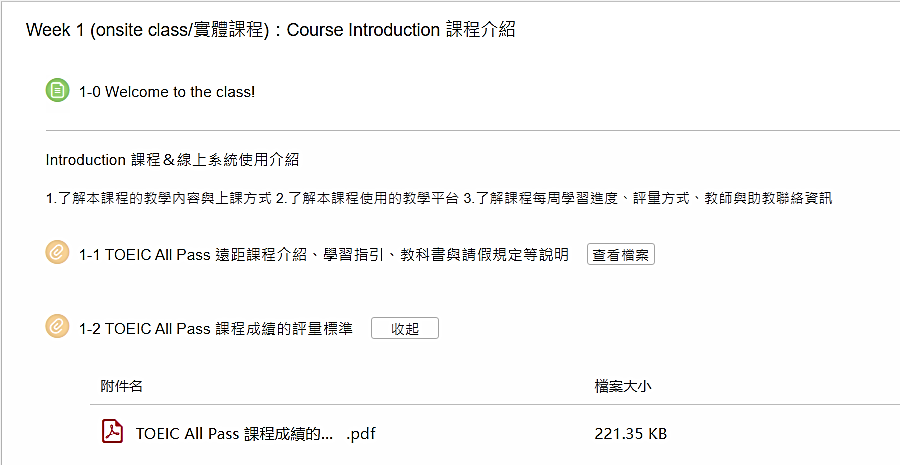 Week 1 (onsite class/實體課程)：Course Introduction 課程介紹
1-0 Welcome to the class!
Introduction 課程＆線上系統使用介紹
1.了解本課程的教學內容與上課方式 2.了解本課程使用的教學平台 3.了解課程每周學習進度、評量方式、教師與助教聯絡資訊
1-1 TOEIC All Pass 遠距課程介紹、學習指引、教科書與請假規定等說明 查看檔案
1-2 TOEIC All Pass 課程成績的評量標準 收起
附件名 檔案大小
TOEIC All Pass 課程成績的... .pdf 221.35 KB